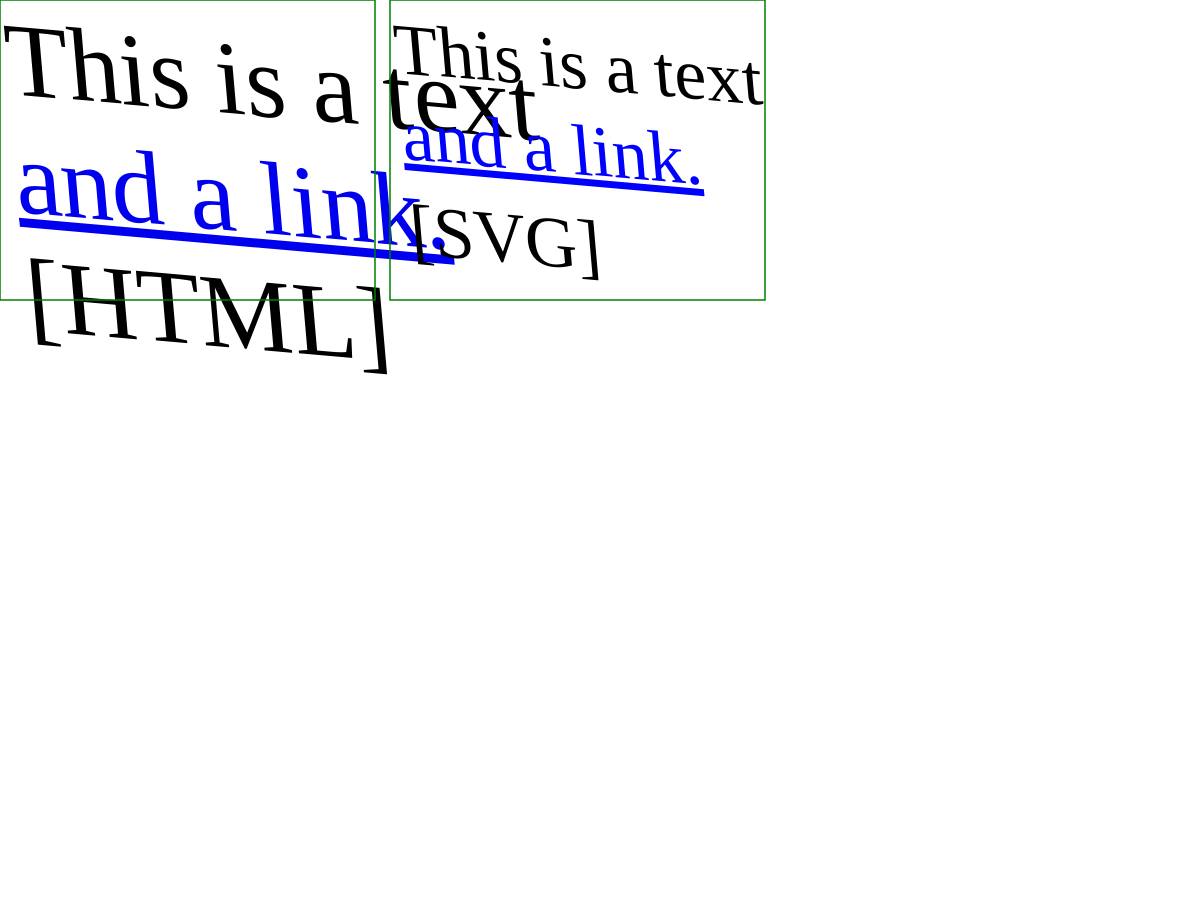 This is a text
and a link.
[HTML]
This is a text
and a link.
[SVG]